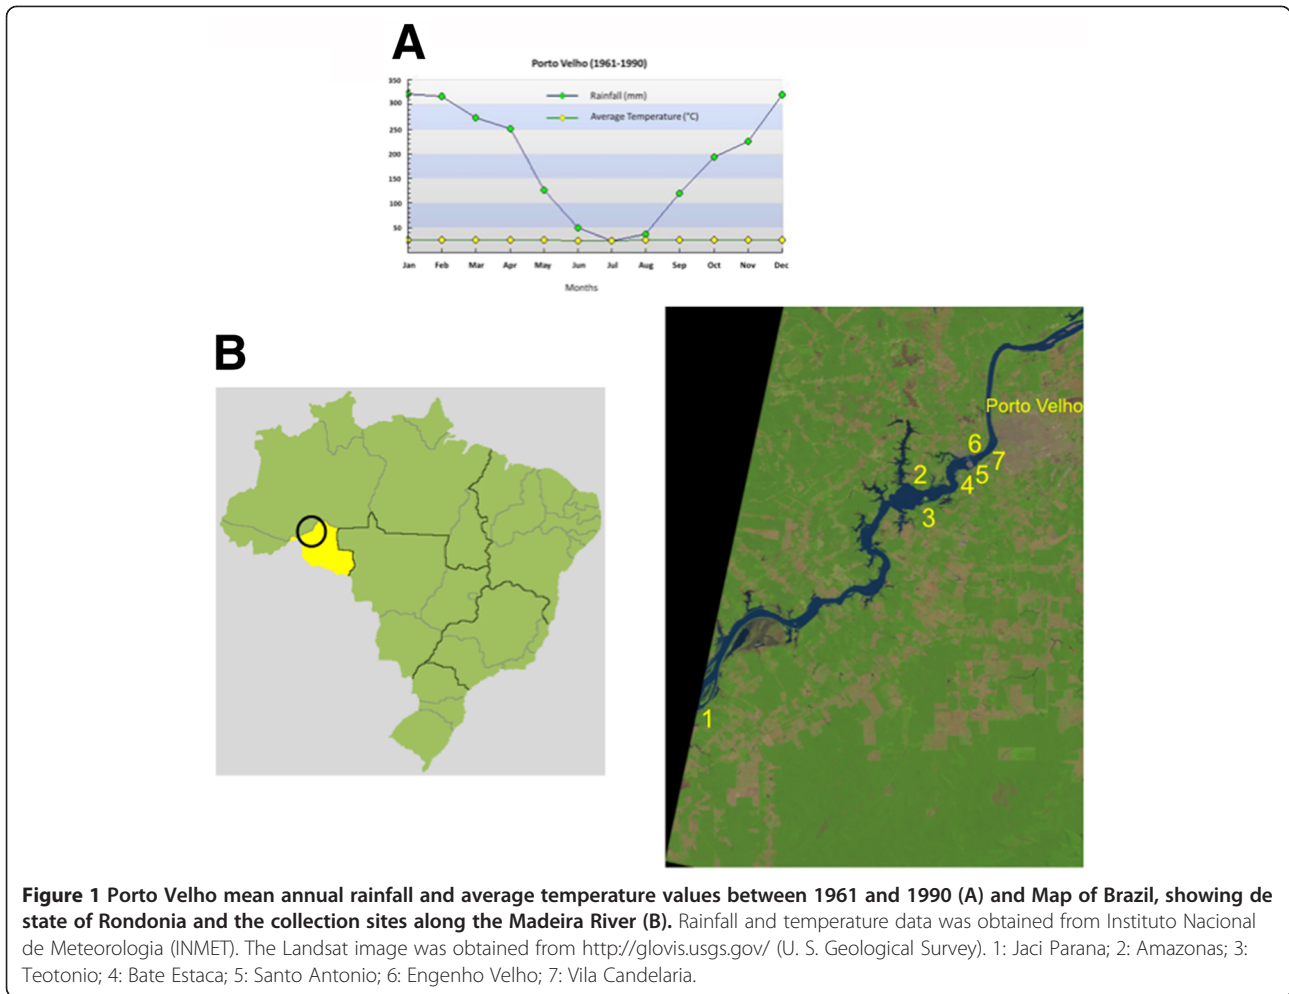 A
Porto Velho (1961-1990)
350
300
250
200
150
100
50
Rainfall (mm)
Average Temperature (°C)
Jan Feb Mar Apr May Jun Jul Aug Sep Oct Nov Dec
Months
B
Porto Velho
6
7
2
5
4
3
1
Figure 1 Porto Velho mean annual rainfall and average temperature values between 1961 and 1990 (A) and Map of Brazil, showing de
state of Rondonia and the collection sites along the Madeira River (B). Rainfall and temperature data was obtained from Instituto Nacional
de Meteorologia (INMET). The Landsat image was obtained from http://glovis.usgs.gov/ (U. S. Geological Survey). 1: Jaci Parana; 2: Amazonas; 3:
Teotonio; 4: Bate Estaca; 5: Santo Antonio; 6: Engenho Velho; 7: Vila Candelaria.